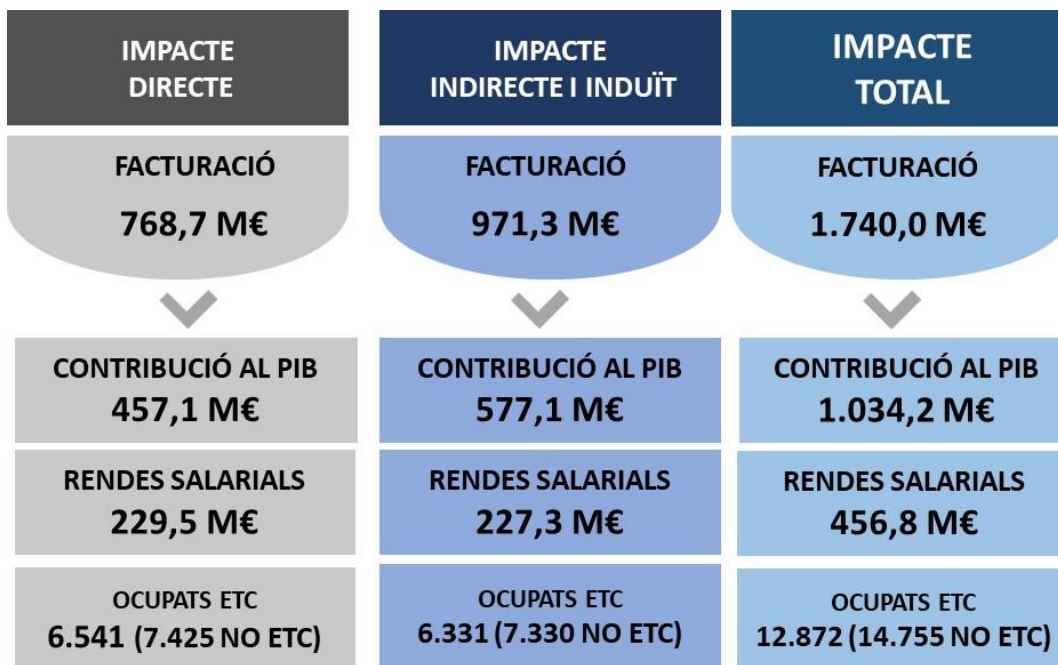 IMPACTE
DIRECTE
FACTURACIÓ
768,7 M€
CONTRIBUCIÓ AL PIB
457,1 M€
RENDES SALARIALS
229,5 M€
OCUPATS ETC
6.541 (7.425 NO ETC)
IMPACTE
INDIRECTE I INDUÏT
FACTURACIÓ
971,3 M€
CONTRIBUCIÓ AL PIB
577,1 M€
RENDES SALARIALS
227,3 M€
OCUPATS ETC
6.331 (7.330 NO ETC)
IMPACTE
TOTAL
FACTURACIÓ
1.740,0 M€
CONTRIBUCIÓ AL PIB
1.034,2 M€
RENDES SALARIALS
456,8 M€
OCUPATS ETC
12.872 (14.755 NO ETC)